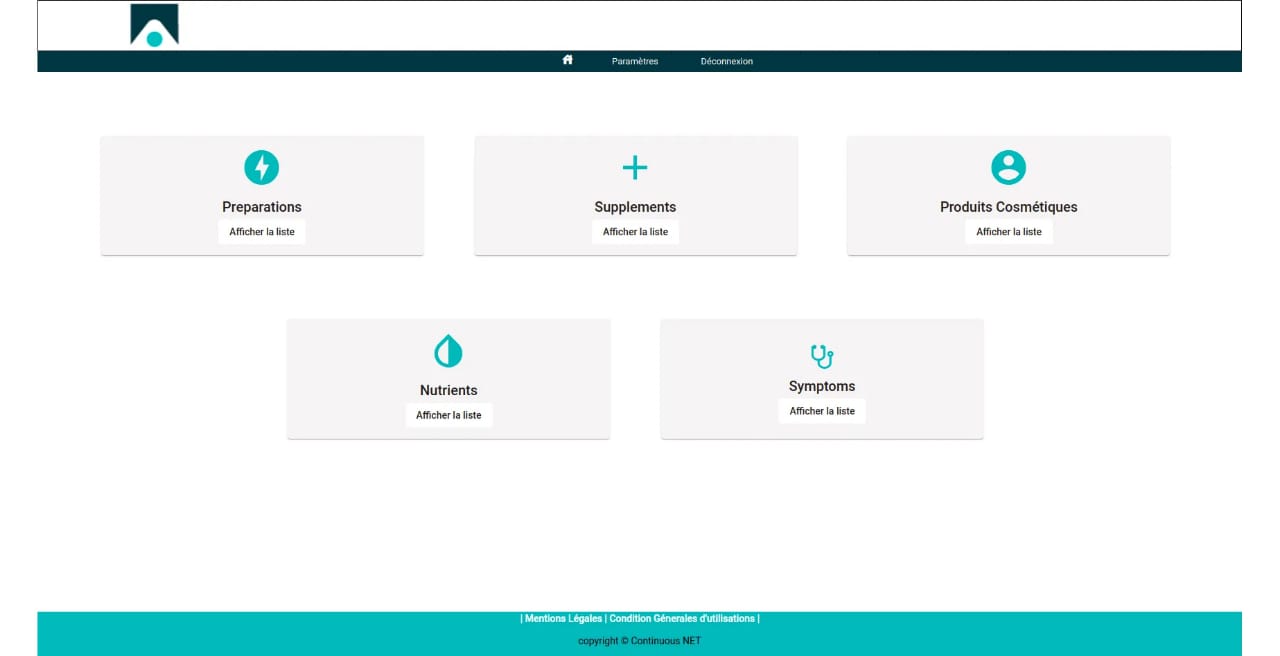 Paramètres Déconnexion
Preparations Supplements Produits Cosmétiques
Afficher la liste Afficher la liste Afficher la liste
Nutrients Symptoms
Afficher la liste Afficher la liste
| Mentions Légales | Condition Génerales d'utilisations |
copyright © Continuous NET